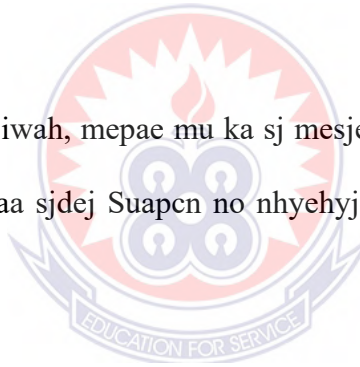 iwah, mepae mu ka sj mesje
aa sjdej Suapcn no nhyehyj
EDUCATION FOR SERVICE